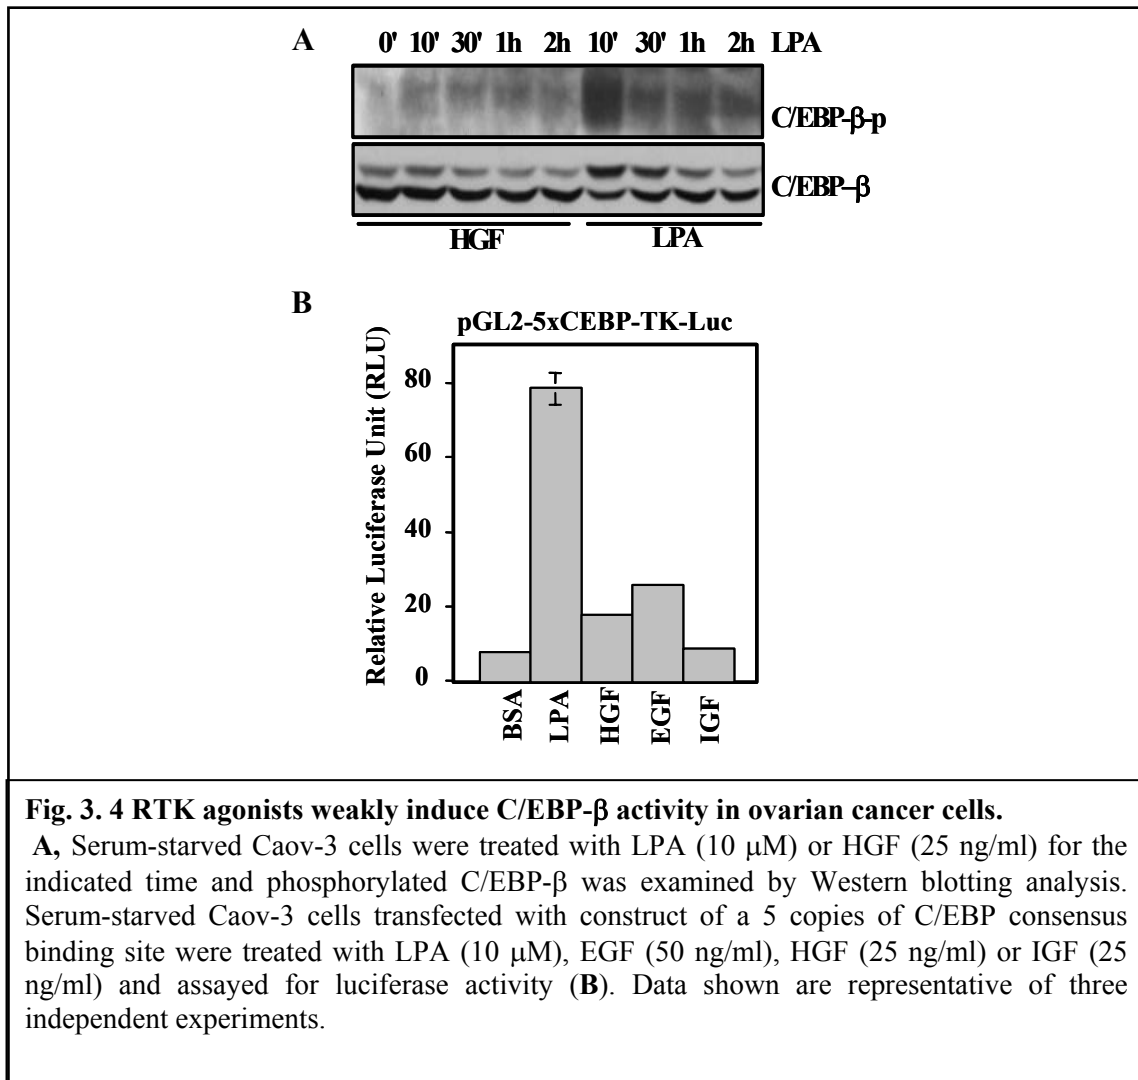 A
0' 10' 30' 1h 2h 10' 30' 1h 2h LPA
C/EBP-β-p
C/EBP–β
HGF LPA
B
pGL2-5xCEBP-TK-Luc
Relative Luciferase Unit (RLU)
80
60
40
20
0
BSA
LPA
HGF
EGF
IGF
Fig. 3. 4 RTK agonists weakly induce C/EBP-β activity in ovarian cancer cells.
A, Serum-starved Caov-3 cells were treated with LPA (10 μM) or HGF (25 ng/ml) for the
indicated time and phosphorylated C/EBP-β was examined by Western blotting analysis.
Serum-starved Caov-3 cells transfected with construct of a 5 copies of C/EBP consensus
binding site were treated with LPA (10 μM), EGF (50 ng/ml), HGF (25 ng/ml) or IGF (25
ng/ml) and assayed for luciferase activity (B). Data shown are representative of three
independent experiments.